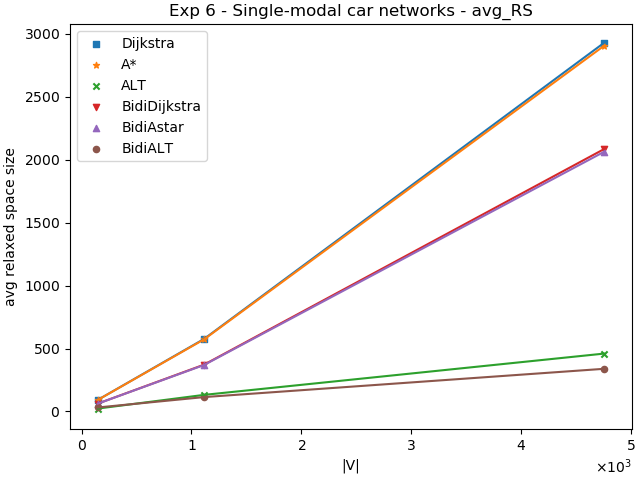 Exp 6 - Single-modal car networks - avg_RS
avg relaxed space size
3000
2500
2000
1500
1000
500
0
Dijkstra
A*
ALT
BidiDijkstra
BidiAstar
BidiALT
0 1 2 3 4 5
|V|
×10³